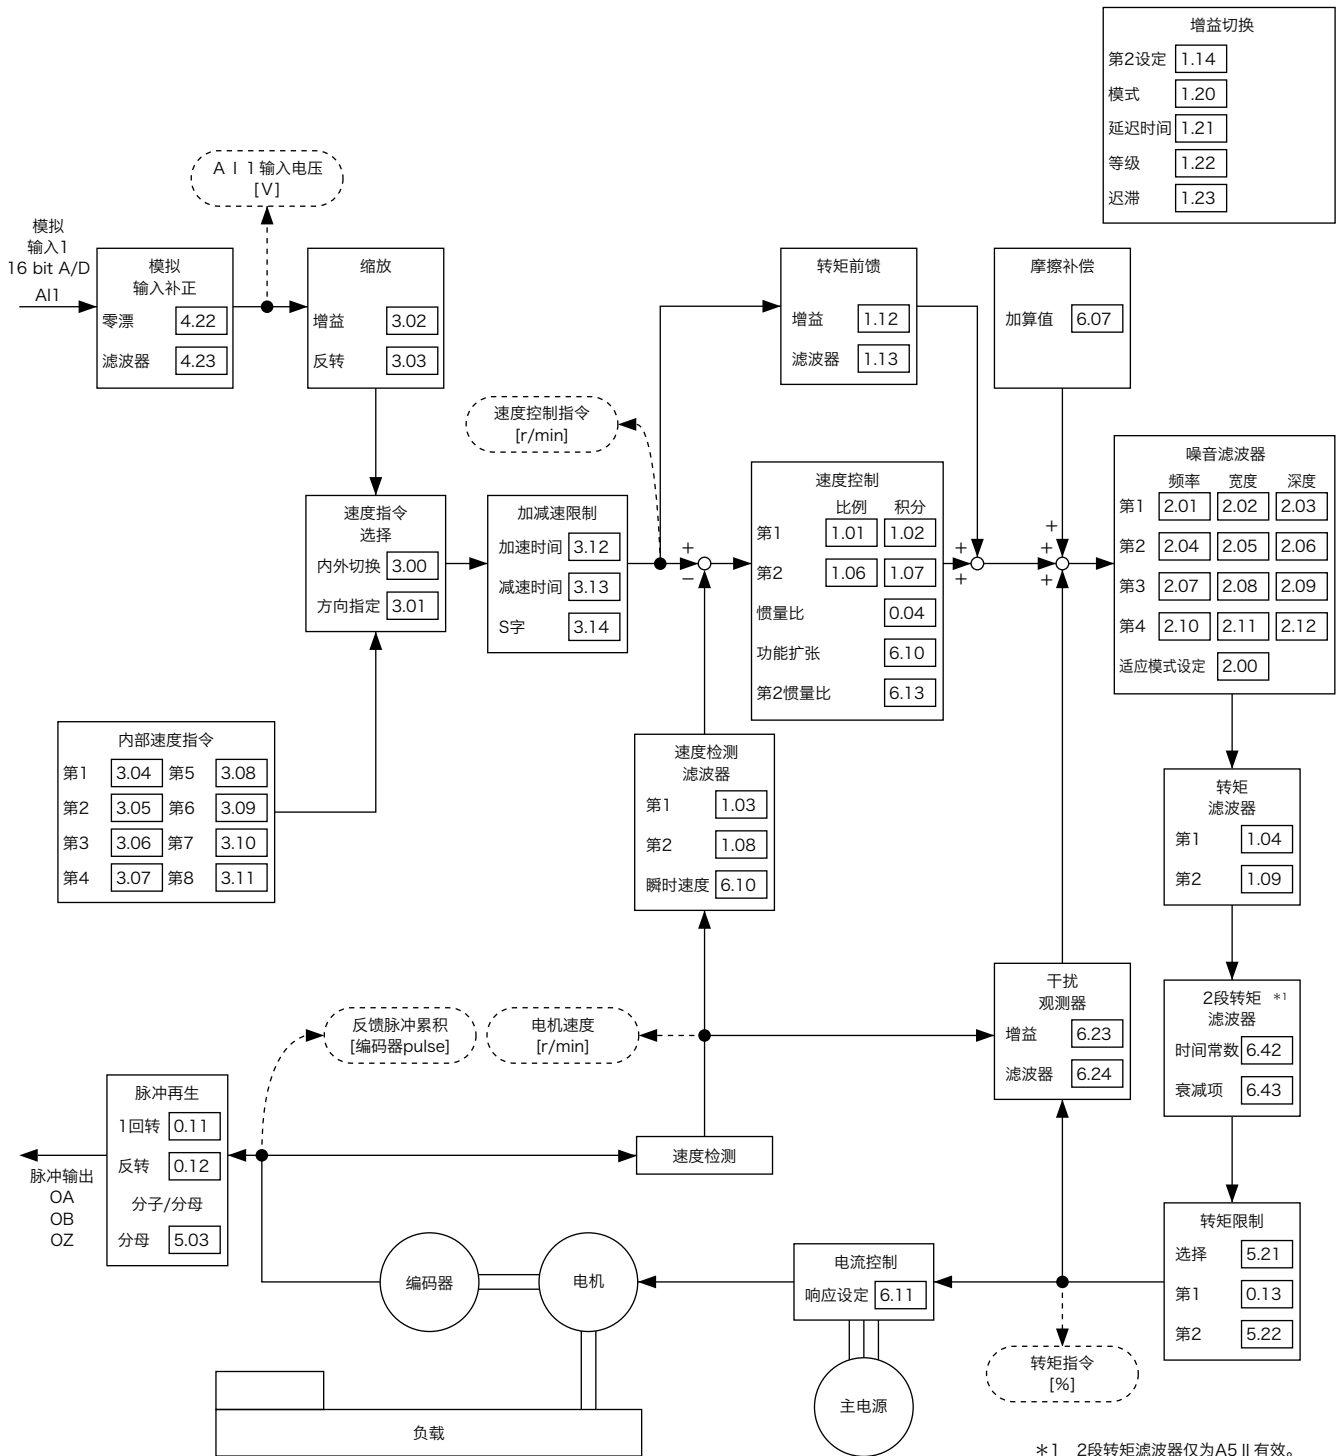 增益切换
第2设定 1.14
模式 1.20
延迟时间 1.21
等级 1.22
迟滞 1.23
AI1输入电压
[V]
模拟
输入1
16 bit A/D
AI1
模拟
输入补正
零漂 4.22
滤波器 4.23
缩放
增益 3.02
反转 3.03
转矩前馈
增益 1.12
滤波器 1.13
摩擦补偿
加算值 6.07
速度控制指令
[r/min]
速度指令
选择
内外切换 3.00
方向指定 3.01
加减速限制
加速时间 3.12
减速时间 3.13
S字 3.14
+
−
速度控制
比例 积分
第1 1.01 1.02
第2 1.06 1.07
惯量比 0.04
功能扩张 6.10
第2惯量比 6.13
+
+
+
+
噪音滤波器
频率 宽度 深度
第1 2.01 2.02 2.03
第2 2.04 2.05 2.06
第3 2.07 2.08 2.09
第4 2.10 2.11 2.12
适应模式设定 2.00
内部速度指令
第1 3.04 第5 3.08
第2 3.05 第6 3.09
第3 3.06 第7 3.10
第4 3.07 第8 3.11
速度检测
滤波器
第1 1.03
第2 1.08
瞬时速度 6.10
转矩
滤波器
第1 1.04
第2 1.09
干扰
观测器
增益 6.23
滤波器 6.24
2段转矩 *1
滤波器
时间常数 6.42
衰减项 6.43
反馈脉冲累积
[编码器pulse]
电机速度
[r/min]
脉冲再生
1回转 0.11
反转 0.12
分子/分母
分母 5.03
脉冲输出
OA
OB
OZ
速度检测
转矩限制
选择 5.21
第1 0.13
第2 5.22
编码器
电机
电流控制
响应设定 6.11
转矩指令
[%]
主电源
负载
*1 2段转矩滤波器仅为A5Ⅱ有效。